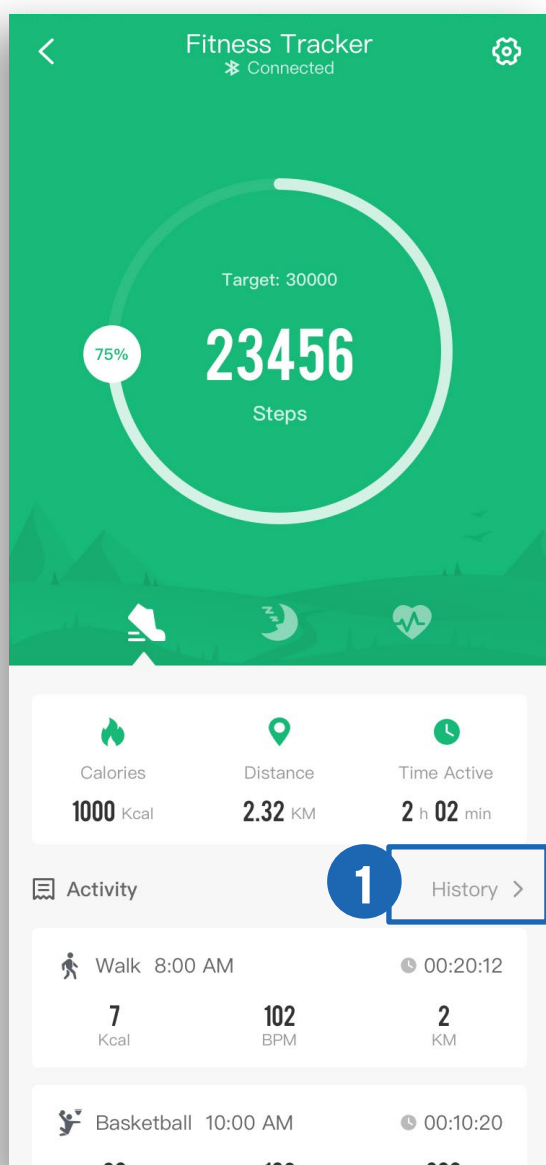 Fitness Tracker
Connected
Target: 30000
75%
23456
Steps
Calories Distance Time Active
1000 Kcal 2.32 KM 2 h 02 min
Activity 1 History >
Walk 8:00 AM 00:20:12
7 102 2
Kcal BPM KM
Basketball 10:00 AM 00:10:20